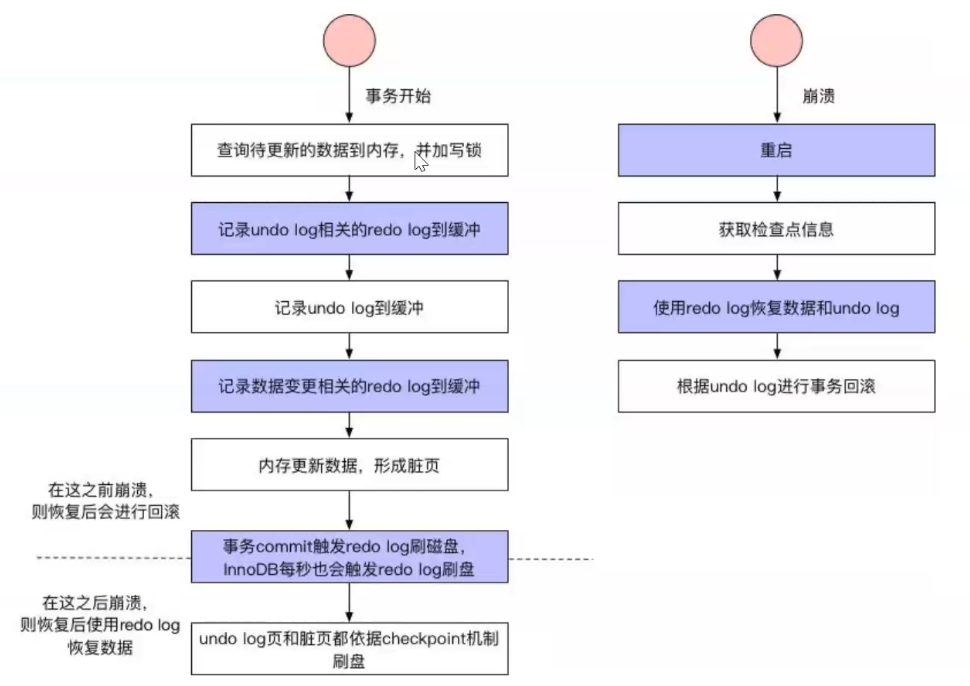 事务开始
查询待更新的数据到内存，并加写锁
记录undo log相关的redo log到缓冲
记录undo log到缓冲
记录数据变更相关的redo log到缓冲
内存更新数据，形成脏页
在这之前崩溃，
则恢复后会进行回滚
事务commit触发redo log刷磁盘，
InnoDB每秒也会触发redo log刷盘
在这之后崩溃，
则恢复后使用redo log
恢复数据
undo log页和脏页都依据checkpoint机制
刷盘
崩溃
重启
获取检查点信息
使用redo log恢复数据和undo log
根据undo log进行事务回滚